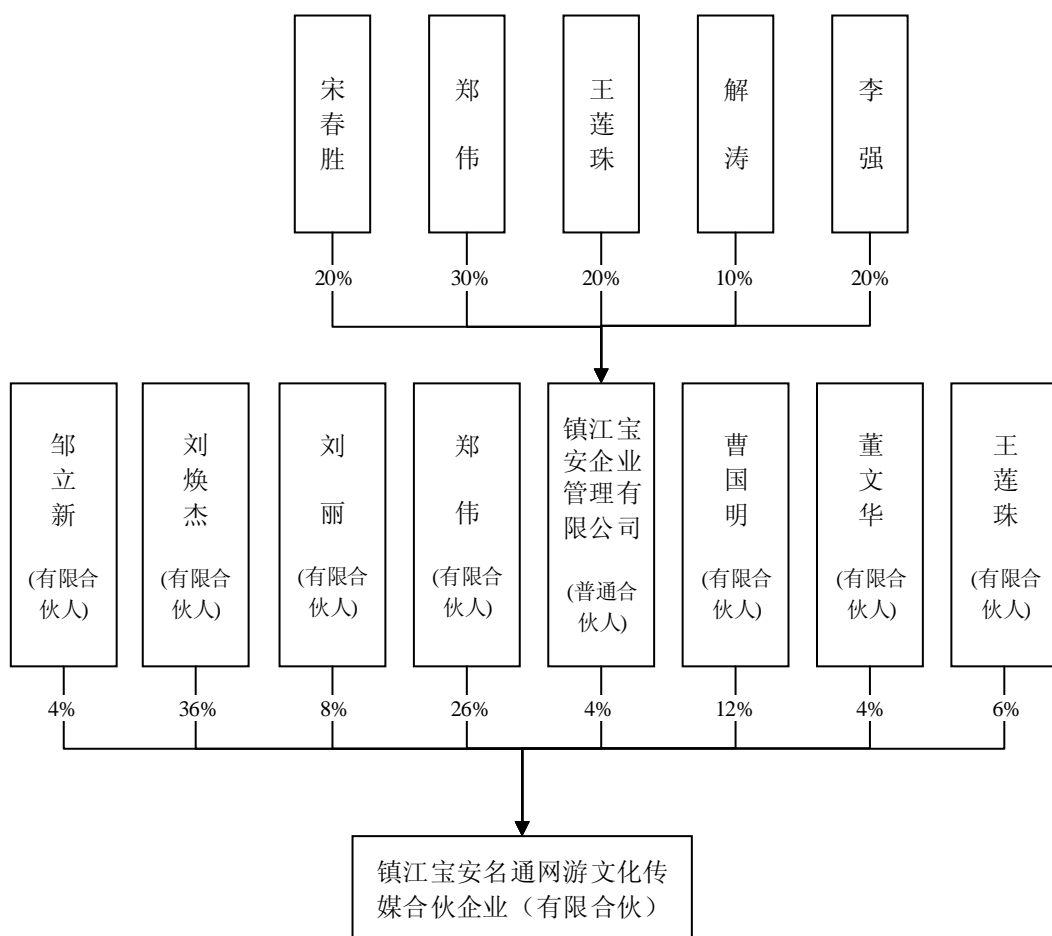 宋春胜
郑伟
王莲珠
解涛
李强
20%
30%
20%
10%
20%
邹立新
(有限合
伙人)
刘焕杰
(有限合
伙人)
刘丽
(有限合
伙人)
郑伟
(有限合
伙人)
镇江宝
安企业
管理有
限公司
(普通合
伙人)
曹国明
(有限合
伙人)
董文华
(有限合
伙人)
王莲珠
(有限合
伙人)
4%
36%
8%
26%
4%
12%
4%
6%
镇江宝安名通网游文化传
媒合伙企业（有限合伙）